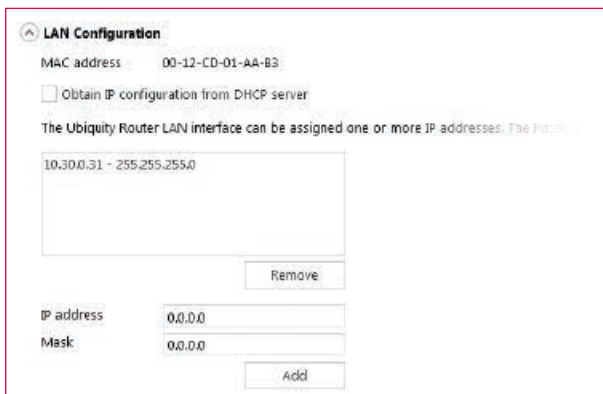 LAN Configuration
MAC address 00-12-CD-01-AA-B3
Obtain IP configuration from DHCP server
The Ubiquity Router LAN interface can be assigned one or more IP addresses. The
10.30.0.31 - 255.255.255.0
Remove
IP address 0.0.0.0
Mask 0.0.0.0
Add